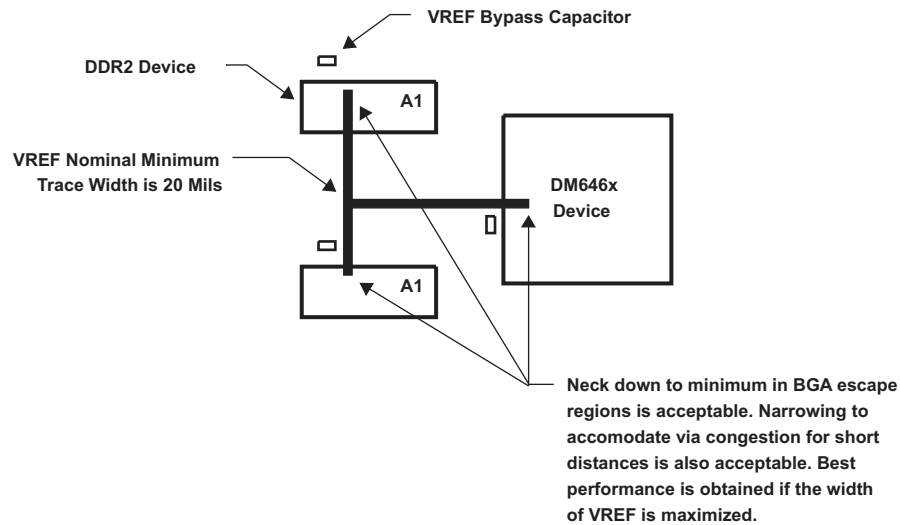 VREF Bypass Capacitor
DDR2 Device
A1
VREF Nominal Minimum
Trace Width is 20 Mils
DM646x
Device
A1
Neck down to minimum in BGA escape
regions is acceptable. Narrowing to
accomodate via congestion for short
distances is also acceptable. Best
performance is obtained if the width
of VREF is maximized.